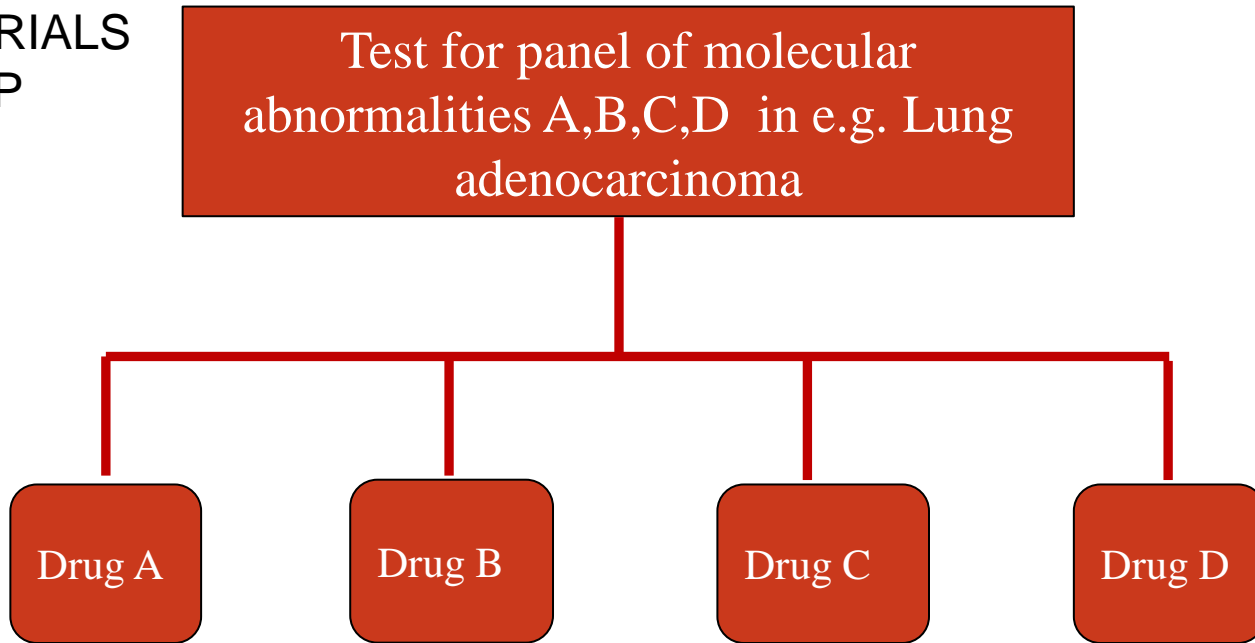 RIALS
P
Test for panel of molecular
abnormalities A,B,C,D in e.g. Lung
adenocarcinoma
Drug A
Drug B
Drug C
Drug D